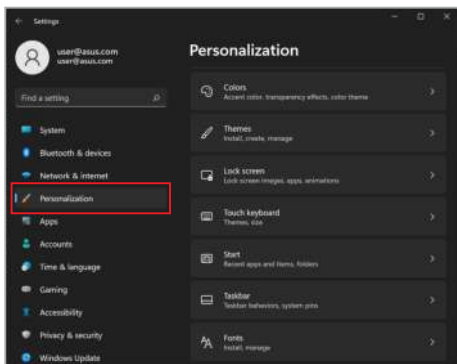 Settings
user@asus.com
user@asus.com
Find a setting
System
Bluetooth & devices
Network & internet
Personalization
Apps
Accounts
Time & language
Gaming
Accessibility
Privacy & security
Windows Update
Personalization
Colors
Accent color, transparency effects, color theme
Themes
Install, create, manage
Lock screen
Lock screen images, apps, animations
Touch keyboard
Themes, size
Start
Recent apps and items, folders
Taskbar
Taskbar behaviors, system pins
Fonts
Install, manage